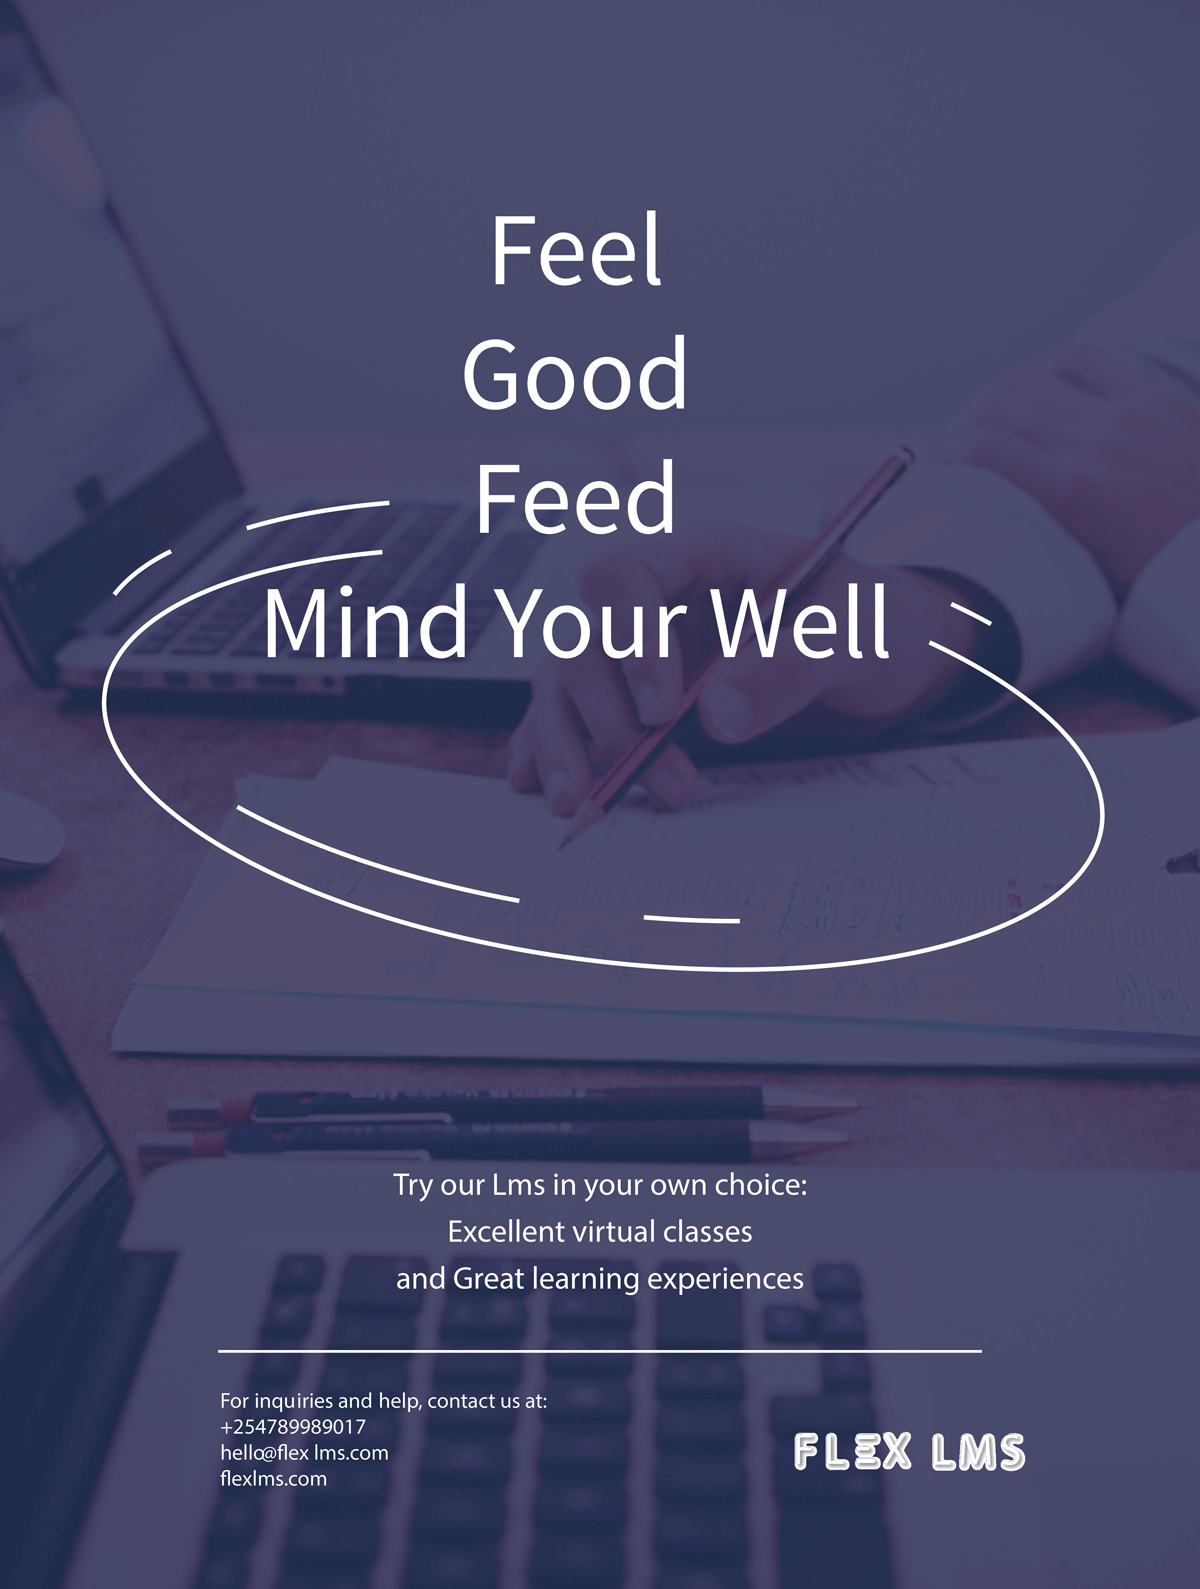 Feel
Good
Feed
Mind Your Well
Try our Lms in your own choice:
Excellent virtual classes
and Great learning experiences
For inquiries and help, contact us at:
+254789989017
hello@flex lms.com
flexlms.com
FLEX LMS